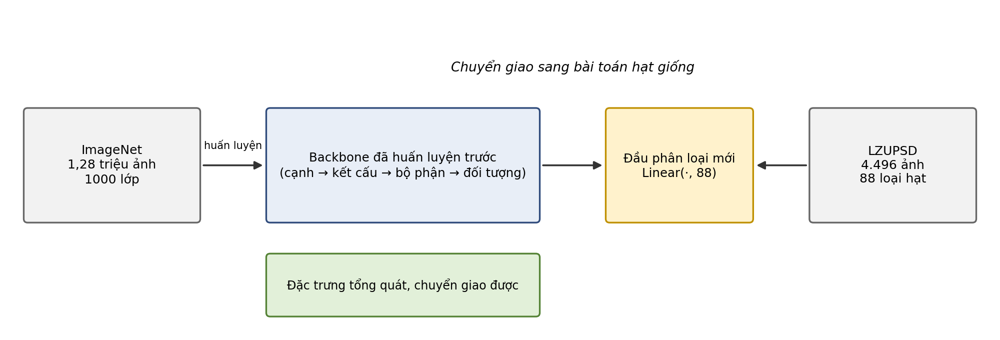 Chuyển giao sang bài toán hạt giống
ImageNet
1,28 triệu ảnh
1000 lớp
huấn luyện
Backbone đã huấn luyện trước
(cạnh → kết cấu → bộ phận → đối tượng)
Đầu phân loại mới
Linear(·, 88)
LZUPSD
4.496 ảnh
88 loại hạt
Đặc trưng tổng quát, chuyển giao được